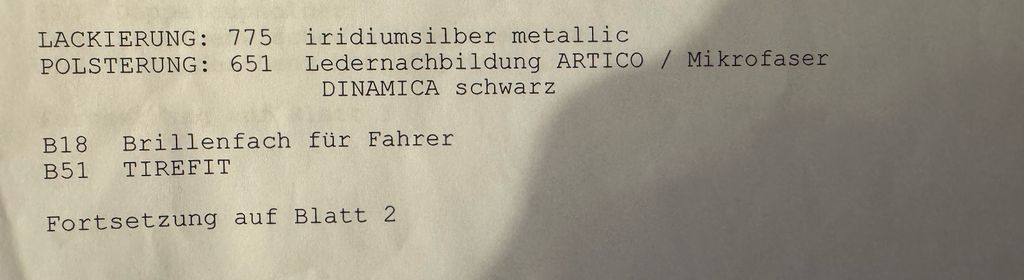 LACKIERUNG: 775 iridiumsilber metallic
POLSTERUNG: 651 Ledernachbildung ARTICO / Mikrofaser
DINAMICA schwarz
B18 Brillenfach für Fahrer
B51 TIREFIT
Fortsetzung auf Blatt 2